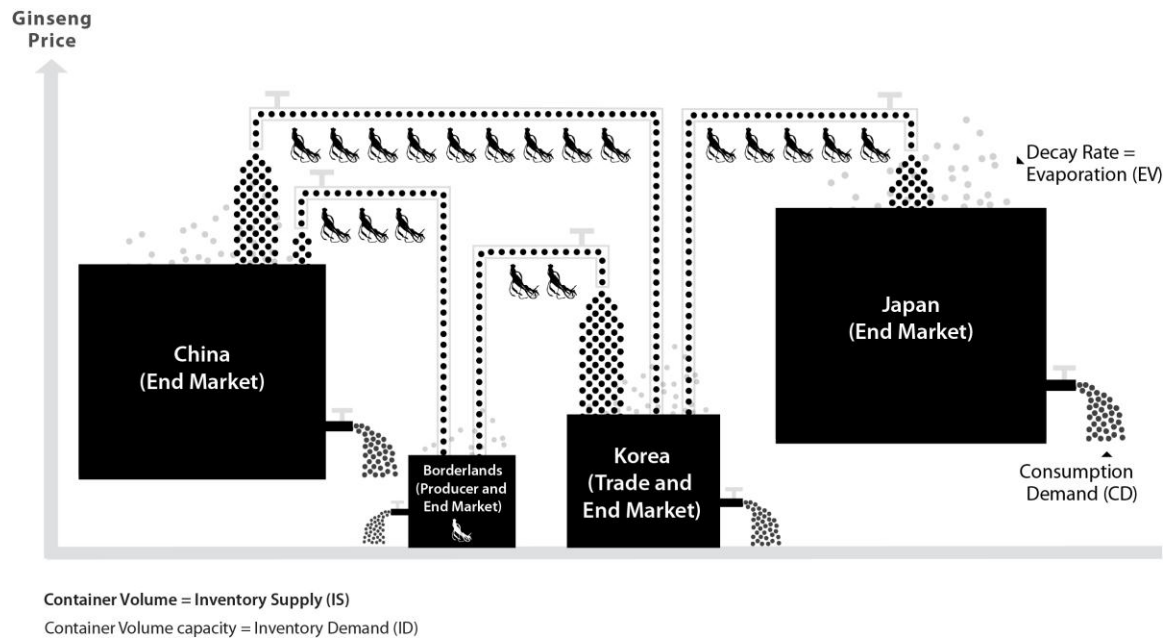 Ginseng
Price
Decay Rate =
Evaporation (EV)
China
(End Market)
Japan
(End Market)
Borderlands
(Producer and
End Market)
Korea
(Trade and
End Market)
Consumption
Demand (CD)
Container Volume = Inventory Supply (IS)
Container Volume capacity = Inventory Demand (ID)